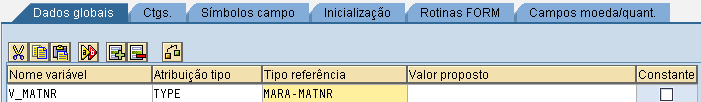 Dados globais Ctgs. Símbolos campo Inicialização Rotinas FORM Campos moeda/quant.
Nome variável Atribuição tipo Tipo referência Valor proposto Constante
V_MATNR TYPE MARA-MATNR